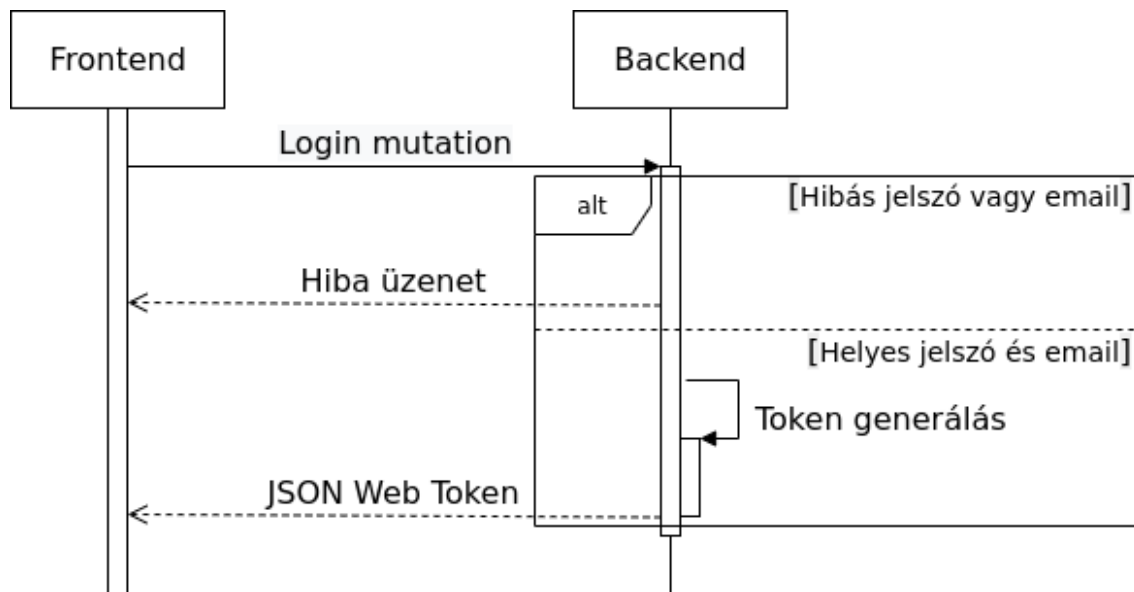 Frontend
Backend
Login mutation
alt
[Hibás jelszó vagy email]
Hiba üzenet
[Helyes jelszó és email]
Token generálás
JSON Web Token